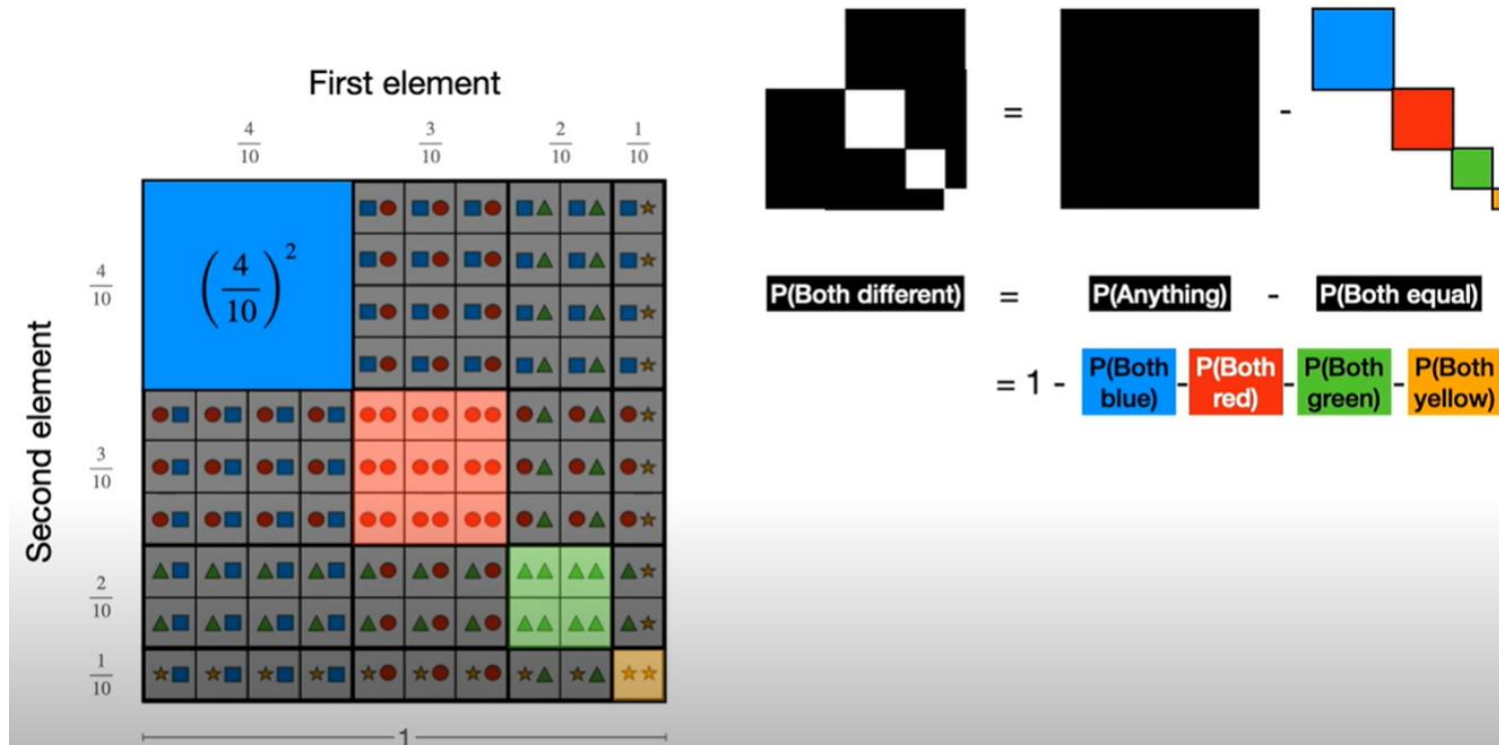 First element
4/10 3/10 2/10 1/10
Second element
4/10
3/10
2/10
1/10
(4/10)²
1
= -
P(Both different) = P(Anything) - P(Both equal)
= 1 - P(Both blue) - P(Both red) - P(Both green) - P(Both yellow)